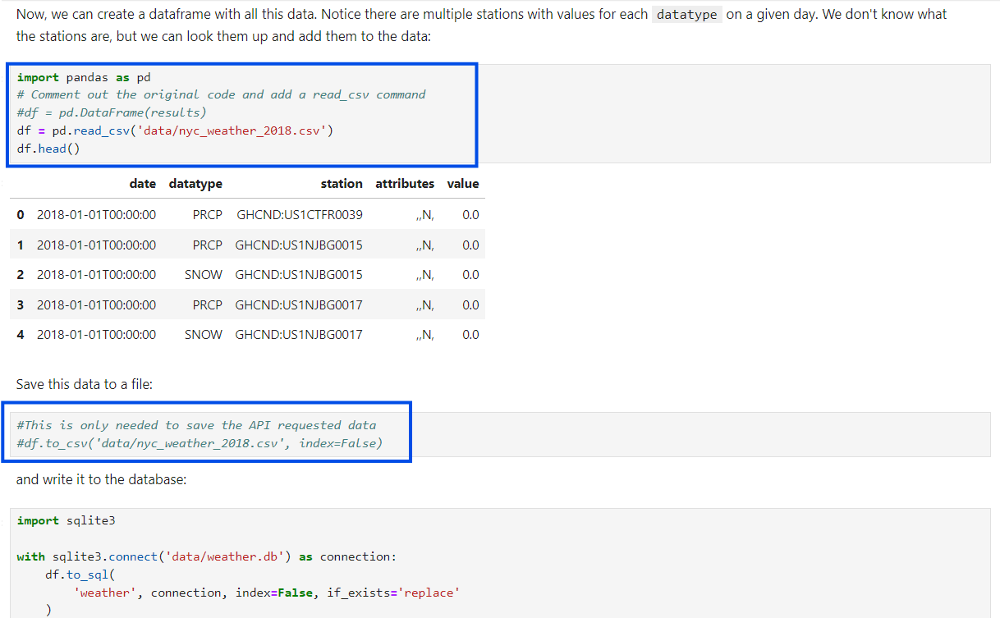 Now, we can create a dataframe with all this data. Notice there are multiple stations with values for each datatype on a given day. We don't know what
the stations are, but we can look them up and add them to the data:
import pandas as pd
# Comment out the original code and add a read_csv command
#df = pd.DataFrame(results)
df = pd.read_csv('data/nyc_weather_2018.csv')
df.head()
date datatype station attributes value
0 2018-01-01T00:00:00 PRCP GHCND:US1CTFR0039 ,,N, 0.0
1 2018-01-01T00:00:00 PRCP GHCND:US1NJBG0015 ,,N, 0.0
2 2018-01-01T00:00:00 SNOW GHCND:US1NJBG0015 ,,N, 0.0
3 2018-01-01T00:00:00 PRCP GHCND:US1NJBG0017 ,,N, 0.0
4 2018-01-01T00:00:00 SNOW GHCND:US1NJBG0017 ,,N, 0.0
Save this data to a file:
#This is only needed to save the API requested data
#df.to_csv('data/nyc_weather_2018.csv', index=False)
and write it to the database:
import sqlite3
with sqlite3.connect('data/weather.db') as connection:
    df.to_sql(
        'weather', connection, index=False, if_exists='replace'
    )